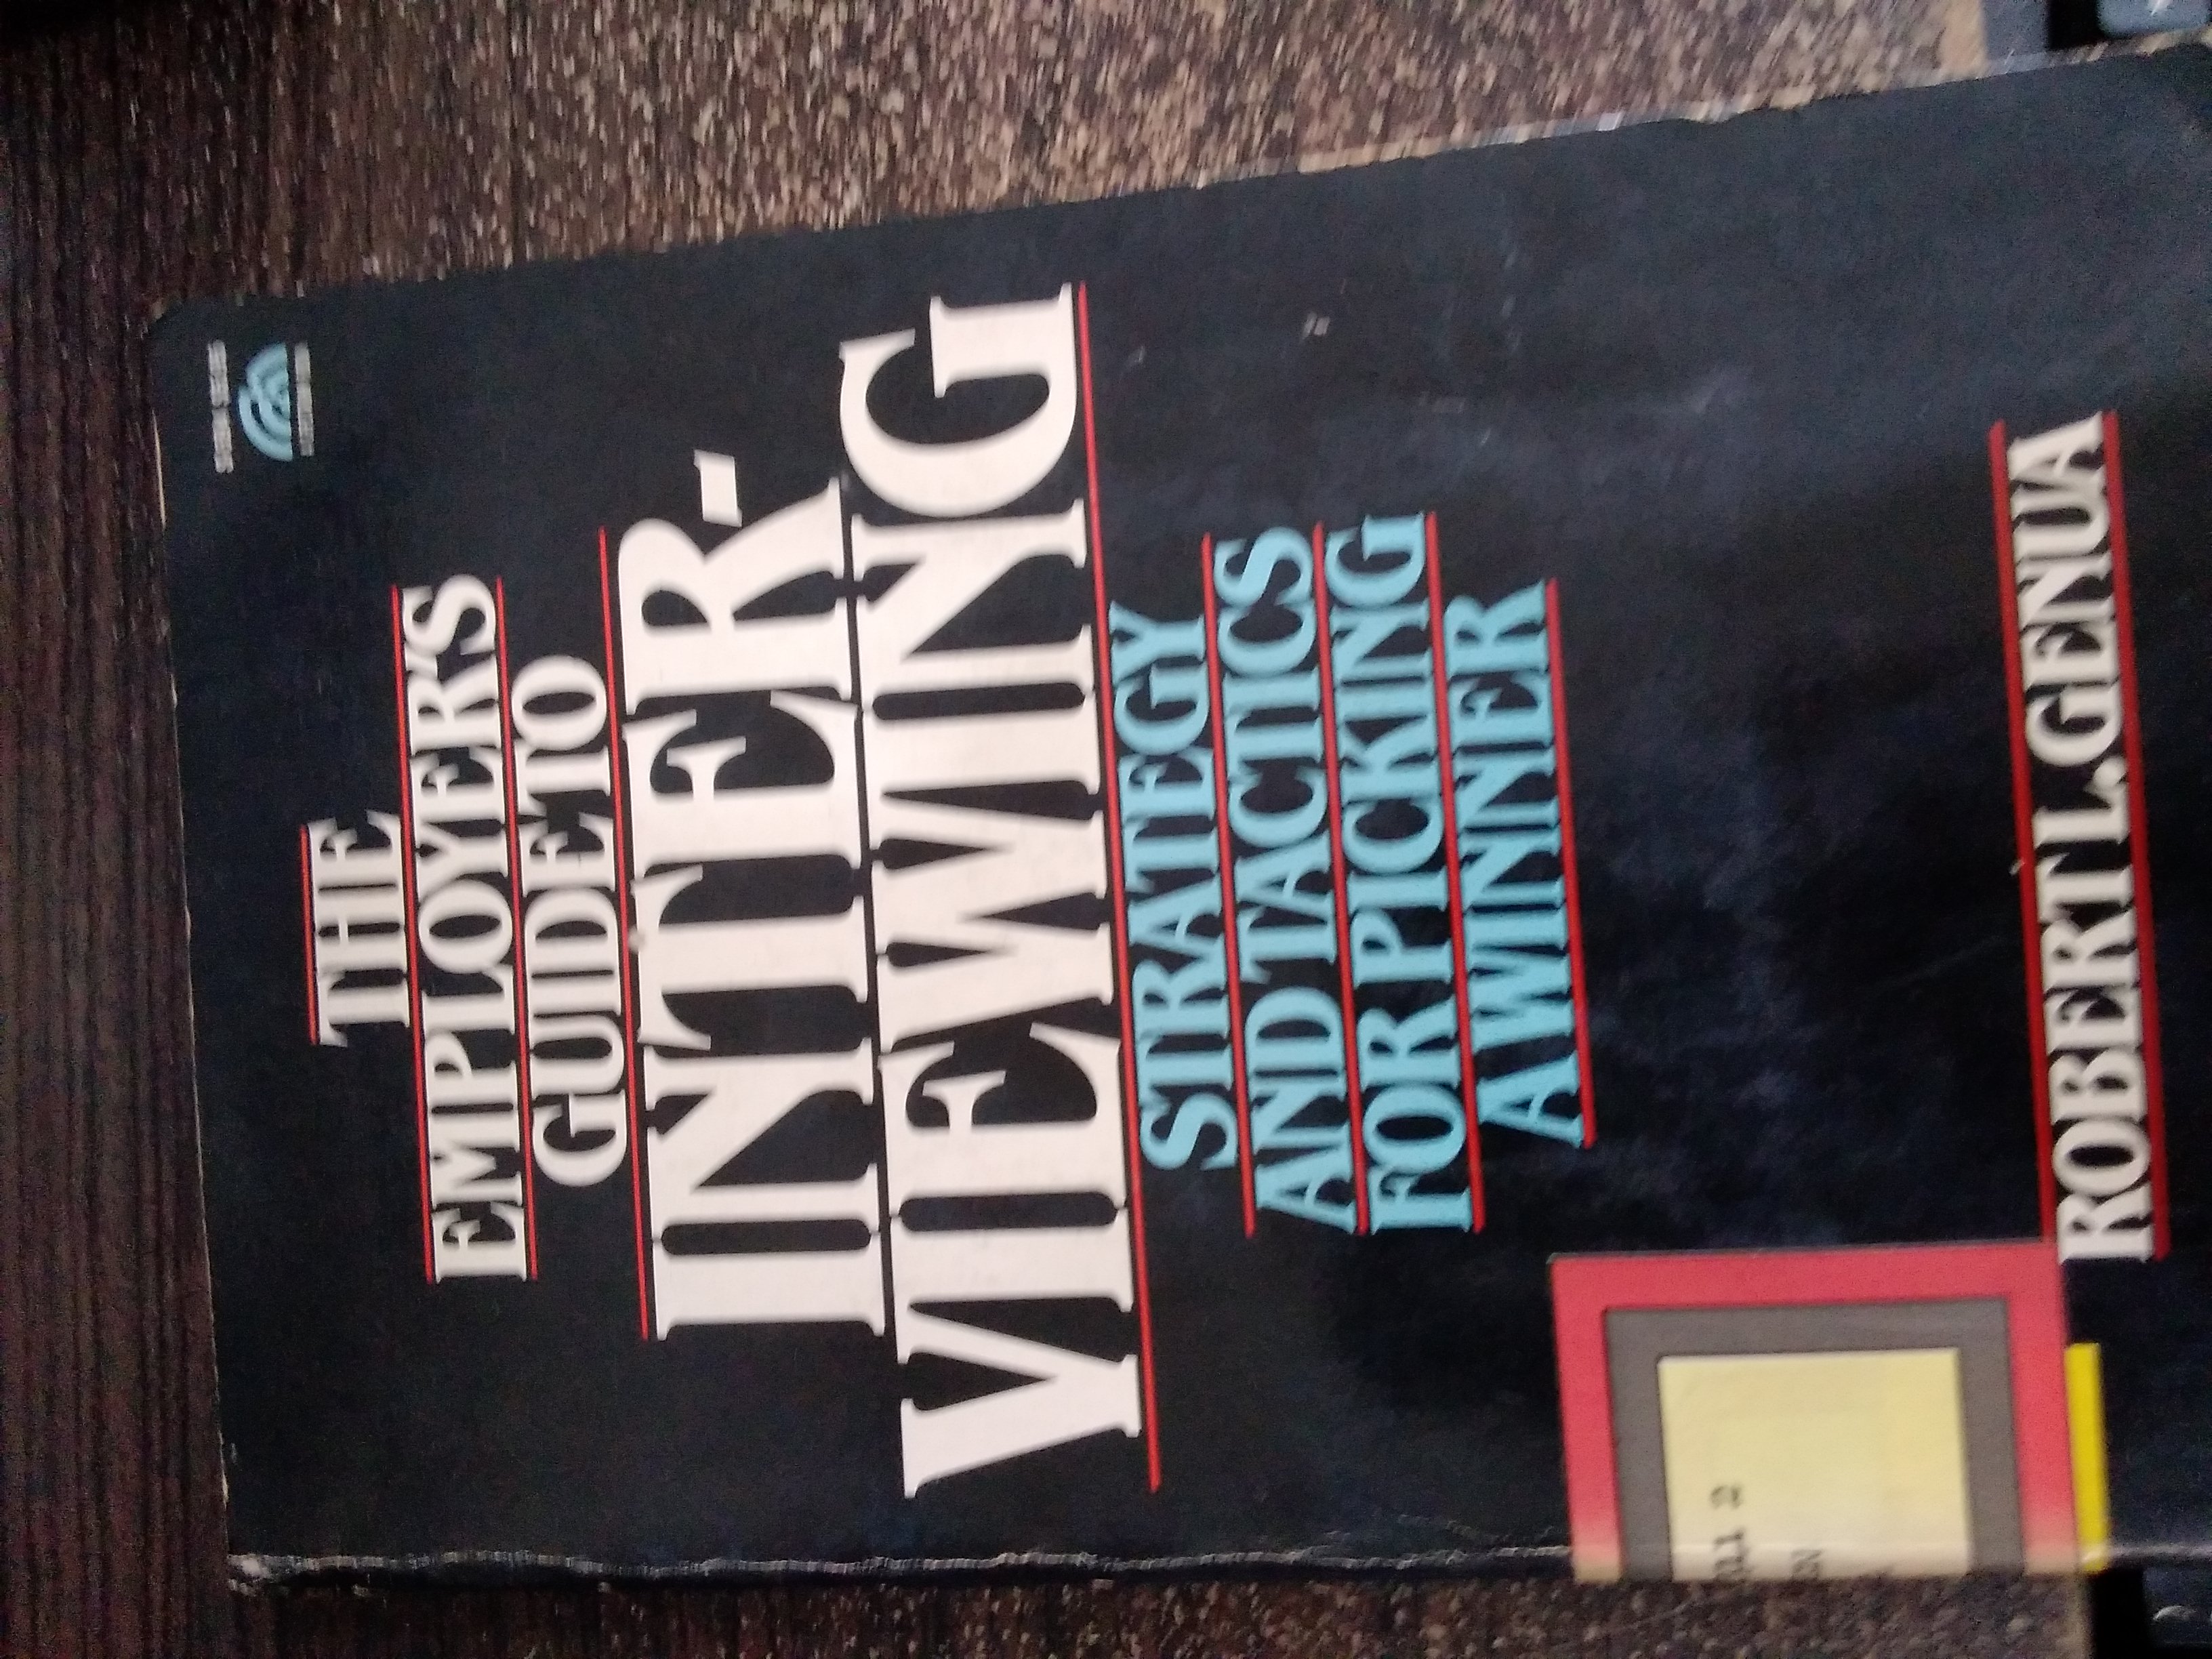 THE
EMPLOYER'S
GUIDE TO
INTER-
VIEWING
STRATEGY
AND TACTICS
FOR PICKING
A WINNER
ROBERT L. GENUA